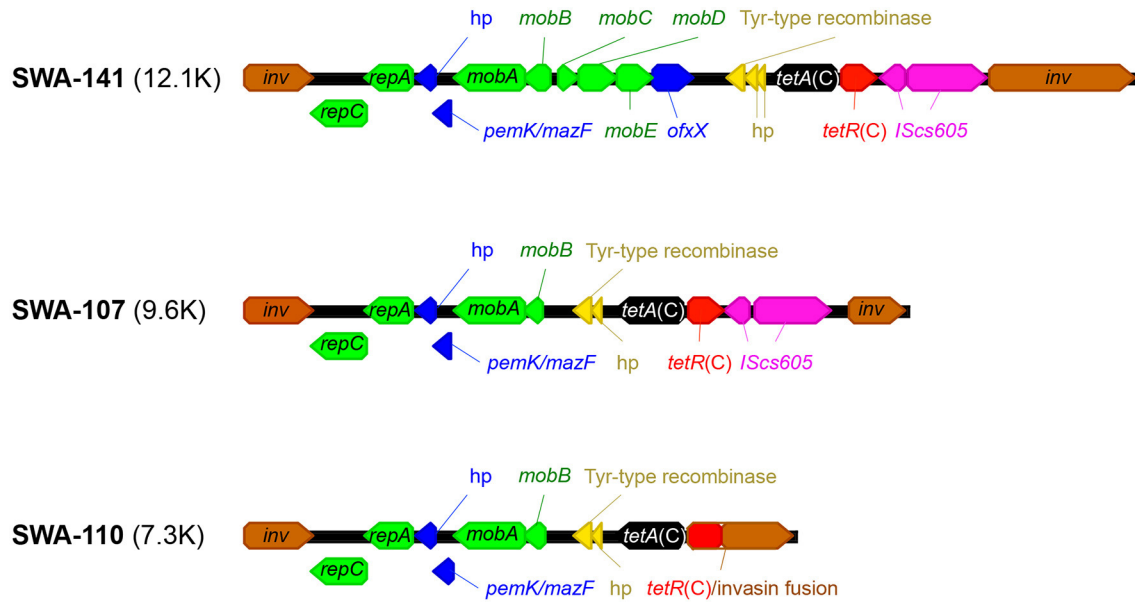 hp mobB mobC mobD Tyr-type recombinase
SWA-141 (12.1K) inv repA mobA tetA(C) inv
repC pemK/mazF mobE ofxX hp tetR(C) IScs605
hp mobB Tyr-type recombinase
SWA-107 (9.6K) inv repA mobA tetA(C) inv
repC pemK/mazF hp tetR(C) IScs605
hp mobB Tyr-type recombinase
SWA-110 (7.3K) inv repA mobA tetA(C)
repC pemK/mazF hp tetR(C)/invasin fusion